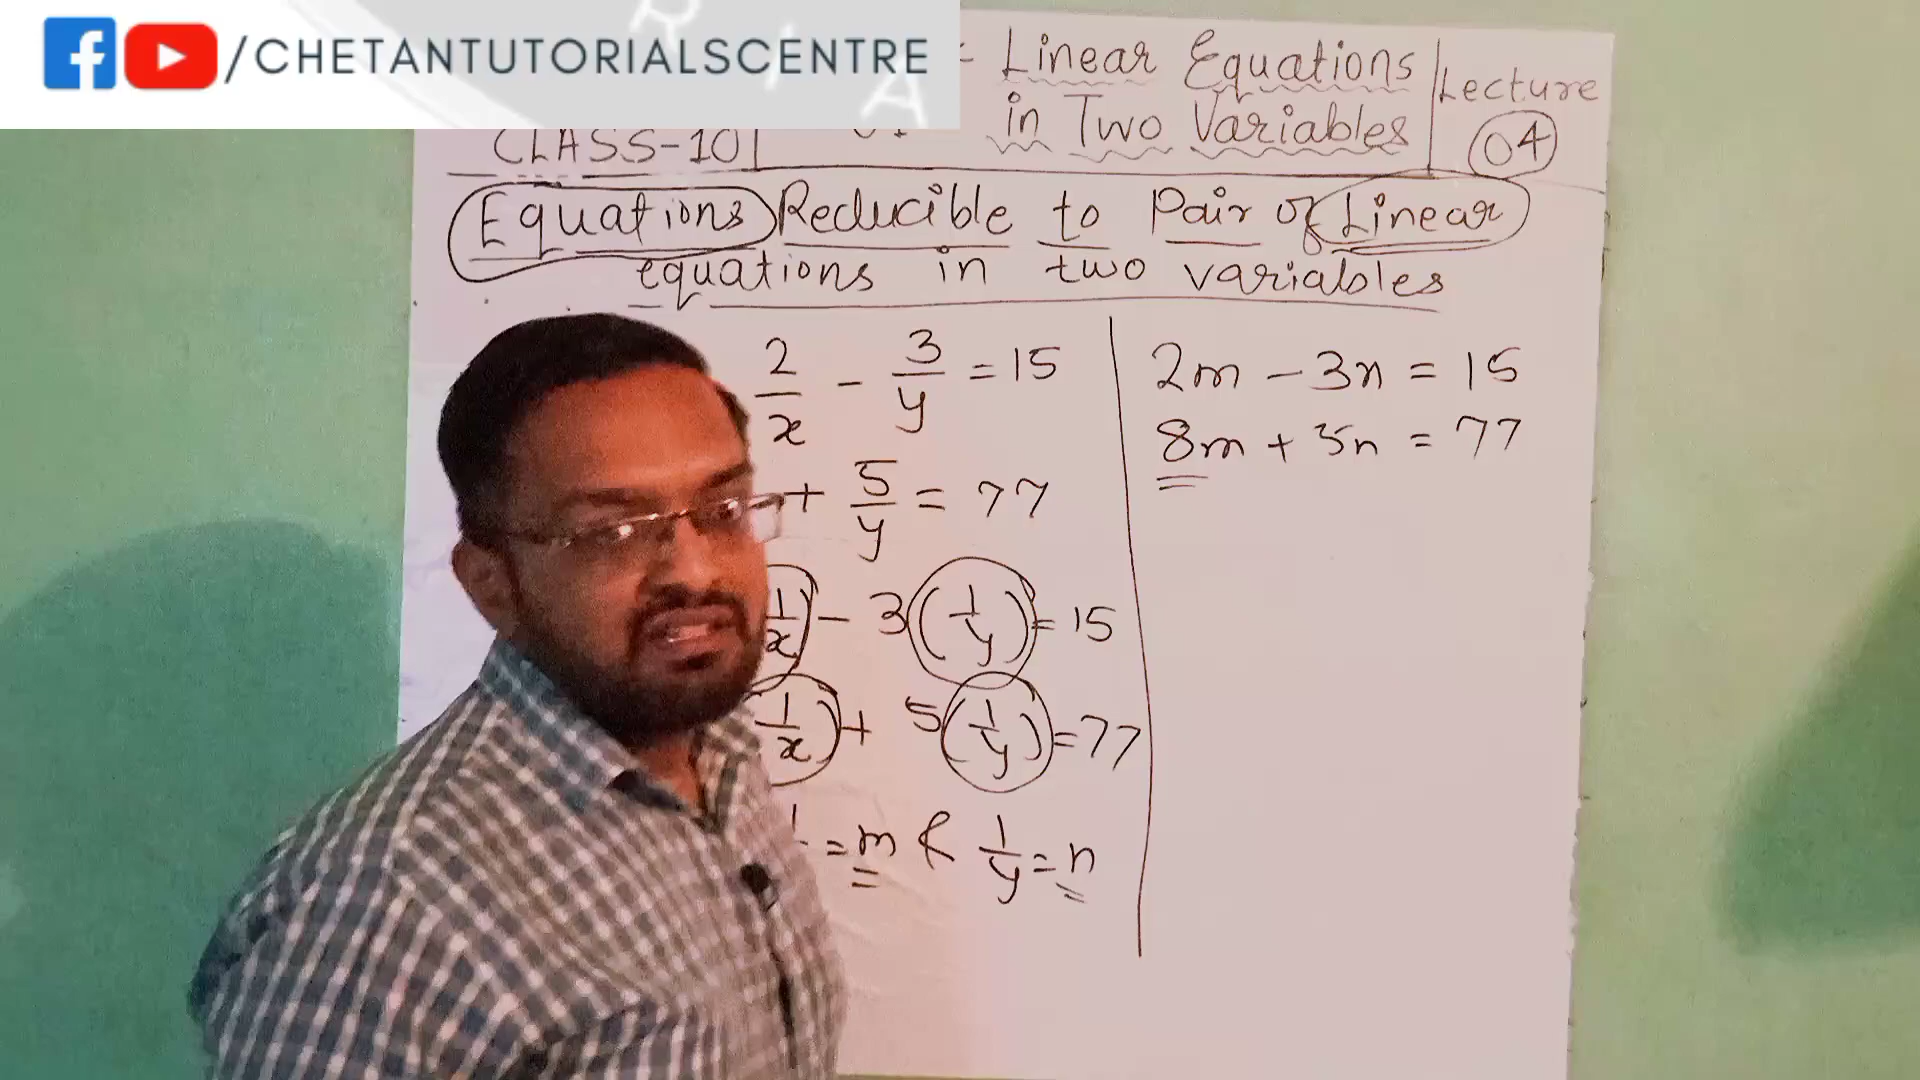 /CHETANTUTORIALSCENTRE
R I A
- Linear Equations
in Two Variables
Lecture
04
CLASS-10
Equations Reducible to Pair of Linear
equations in two variables
2/x - 3/y = 15
+ 5/y = 77
1/x) - 3(1/y) = 15
1/x) + 5(1/y) = 77
= m & 1/y = n
2m - 3n = 15
8m + 5n = 77